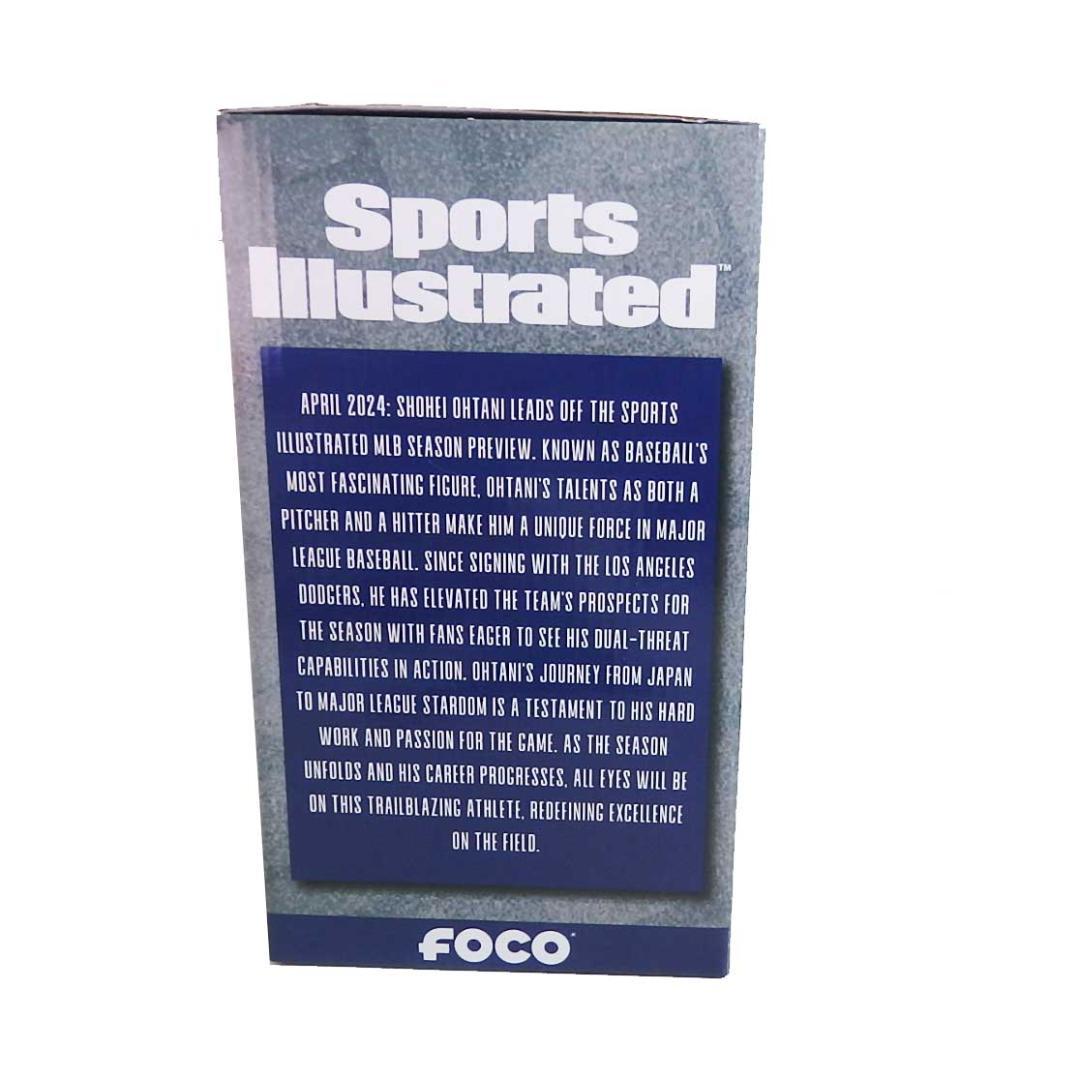 Sports
Illustrated™
APRIL 2024: SHOHEI OHTANI LEADS OFF THE SPORTS
ILLUSTRATED MLB SEASON PREVIEW. KNOWN AS BASEBALL'S
MOST FASCINATING FIGURE, OHTANI'S TALENTS AS BOTH A
PITCHER AND A HITTER MAKE HIM A UNIQUE FORCE IN MAJOR
LEAGUE BASEBALL. SINCE SIGNING WITH THE LOS ANGELES
DODGERS, HE HAS ELEVATED THE TEAM'S PROSPECTS FOR
THE SEASON WITH FANS EAGER TO SEE HIS DUAL-THREAT
CAPABILITIES IN ACTION. OHTANI'S JOURNEY FROM JAPAN
TO MAJOR LEAGUE STARDOM IS A TESTAMENT TO HIS HARD
WORK AND PASSION FOR THE GAME. AS THE SEASON
UNFOLDS AND HIS CAREER PROGRESSES, ALL EYES WILL BE
ON THIS TRAILBLAZING ATHLETE, REDEFINING EXCELLENCE
ON THE FIELD.
FOCO